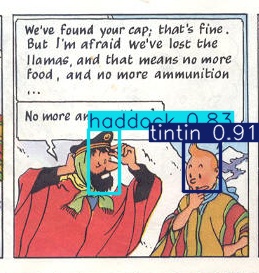 We've found your cap; that's fine.
But I'm afraid we've lost the
llamas, and that means no more
food, and no more ammunition
...
No more
haddock 0.83
tintin 0.91